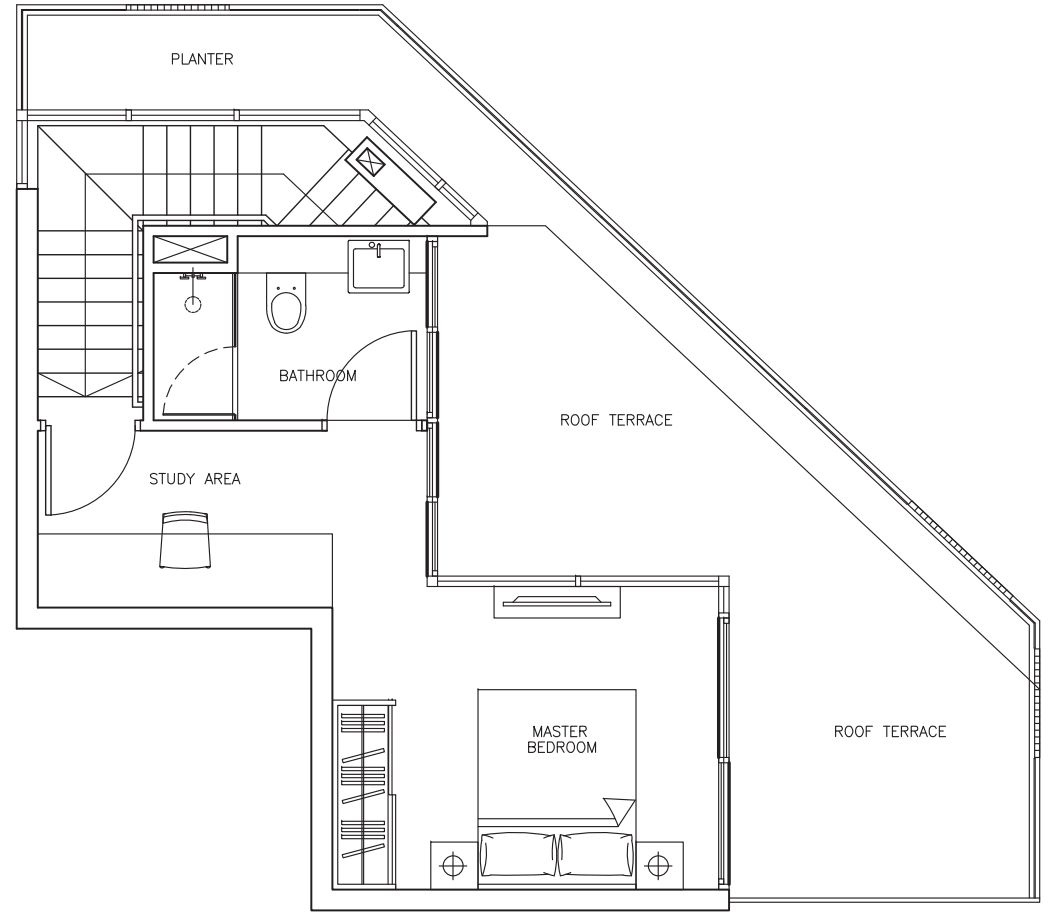 PLANTER
BATHROOM
ROOF TERRACE
STUDY AREA
MASTER
BEDROOM
ROOF TERRACE